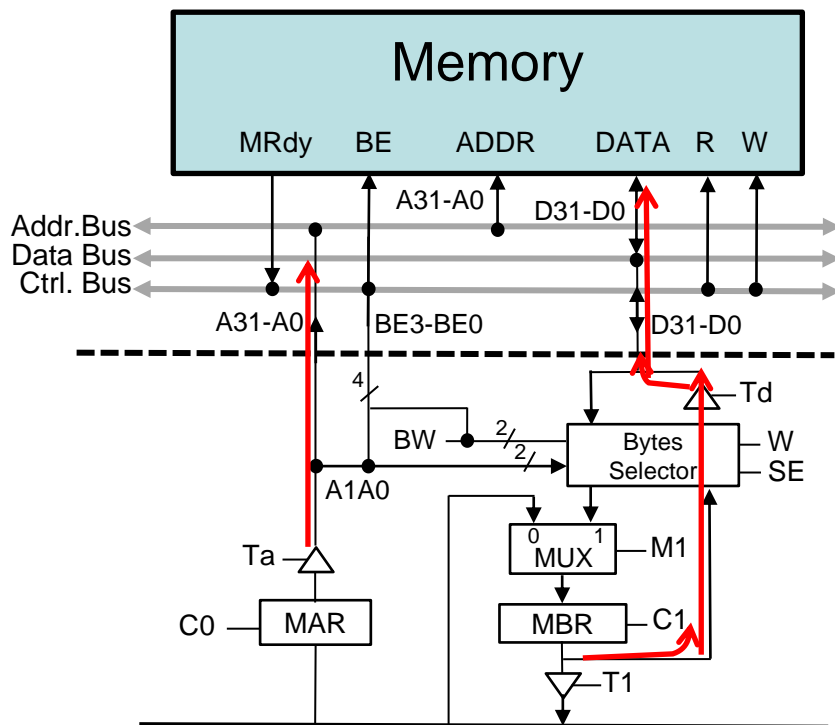 Memory
MRdy BE ADDR DATA R W
A31-A0 D31-D0
Addr.Bus
Data Bus
Ctrl. Bus
A31-A0 BE3-BE0 D31-D0
4
Td
BW 2 Bytes W
2 Selector SE
A1A0
0 1
Ta MUX M1
C0 MAR MBR C1
T1